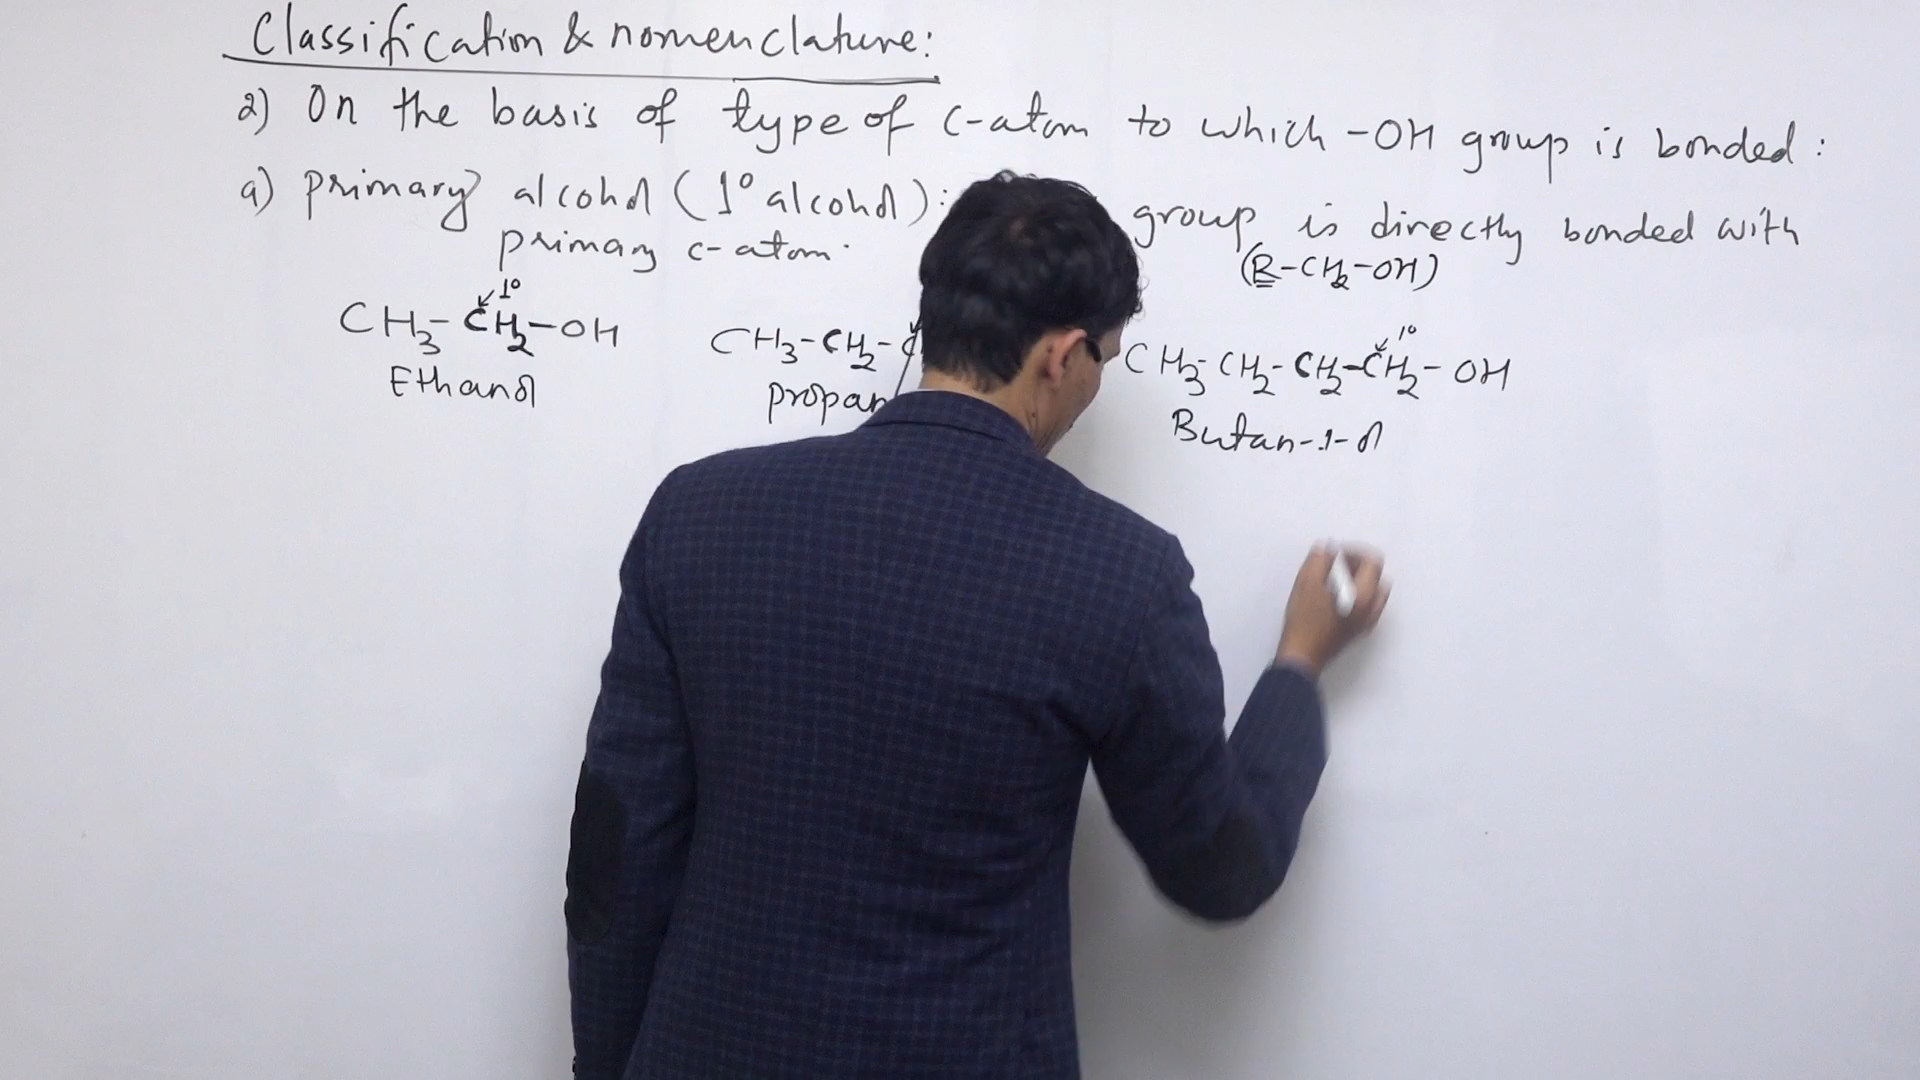 Classification & nomenclature:
2) On the basis of type of C-atom to which -OH group is bonded:
a) primary alcohol (1° alcohol): group is directly bonded with
primary c-atom.
(R-CH2-OH)
1°
CH3-CH2-OH
Ethanol
CH3-CH2-C
propan
1°
CH3-CH2-CH2-CH2-OH
Butan-1-ol